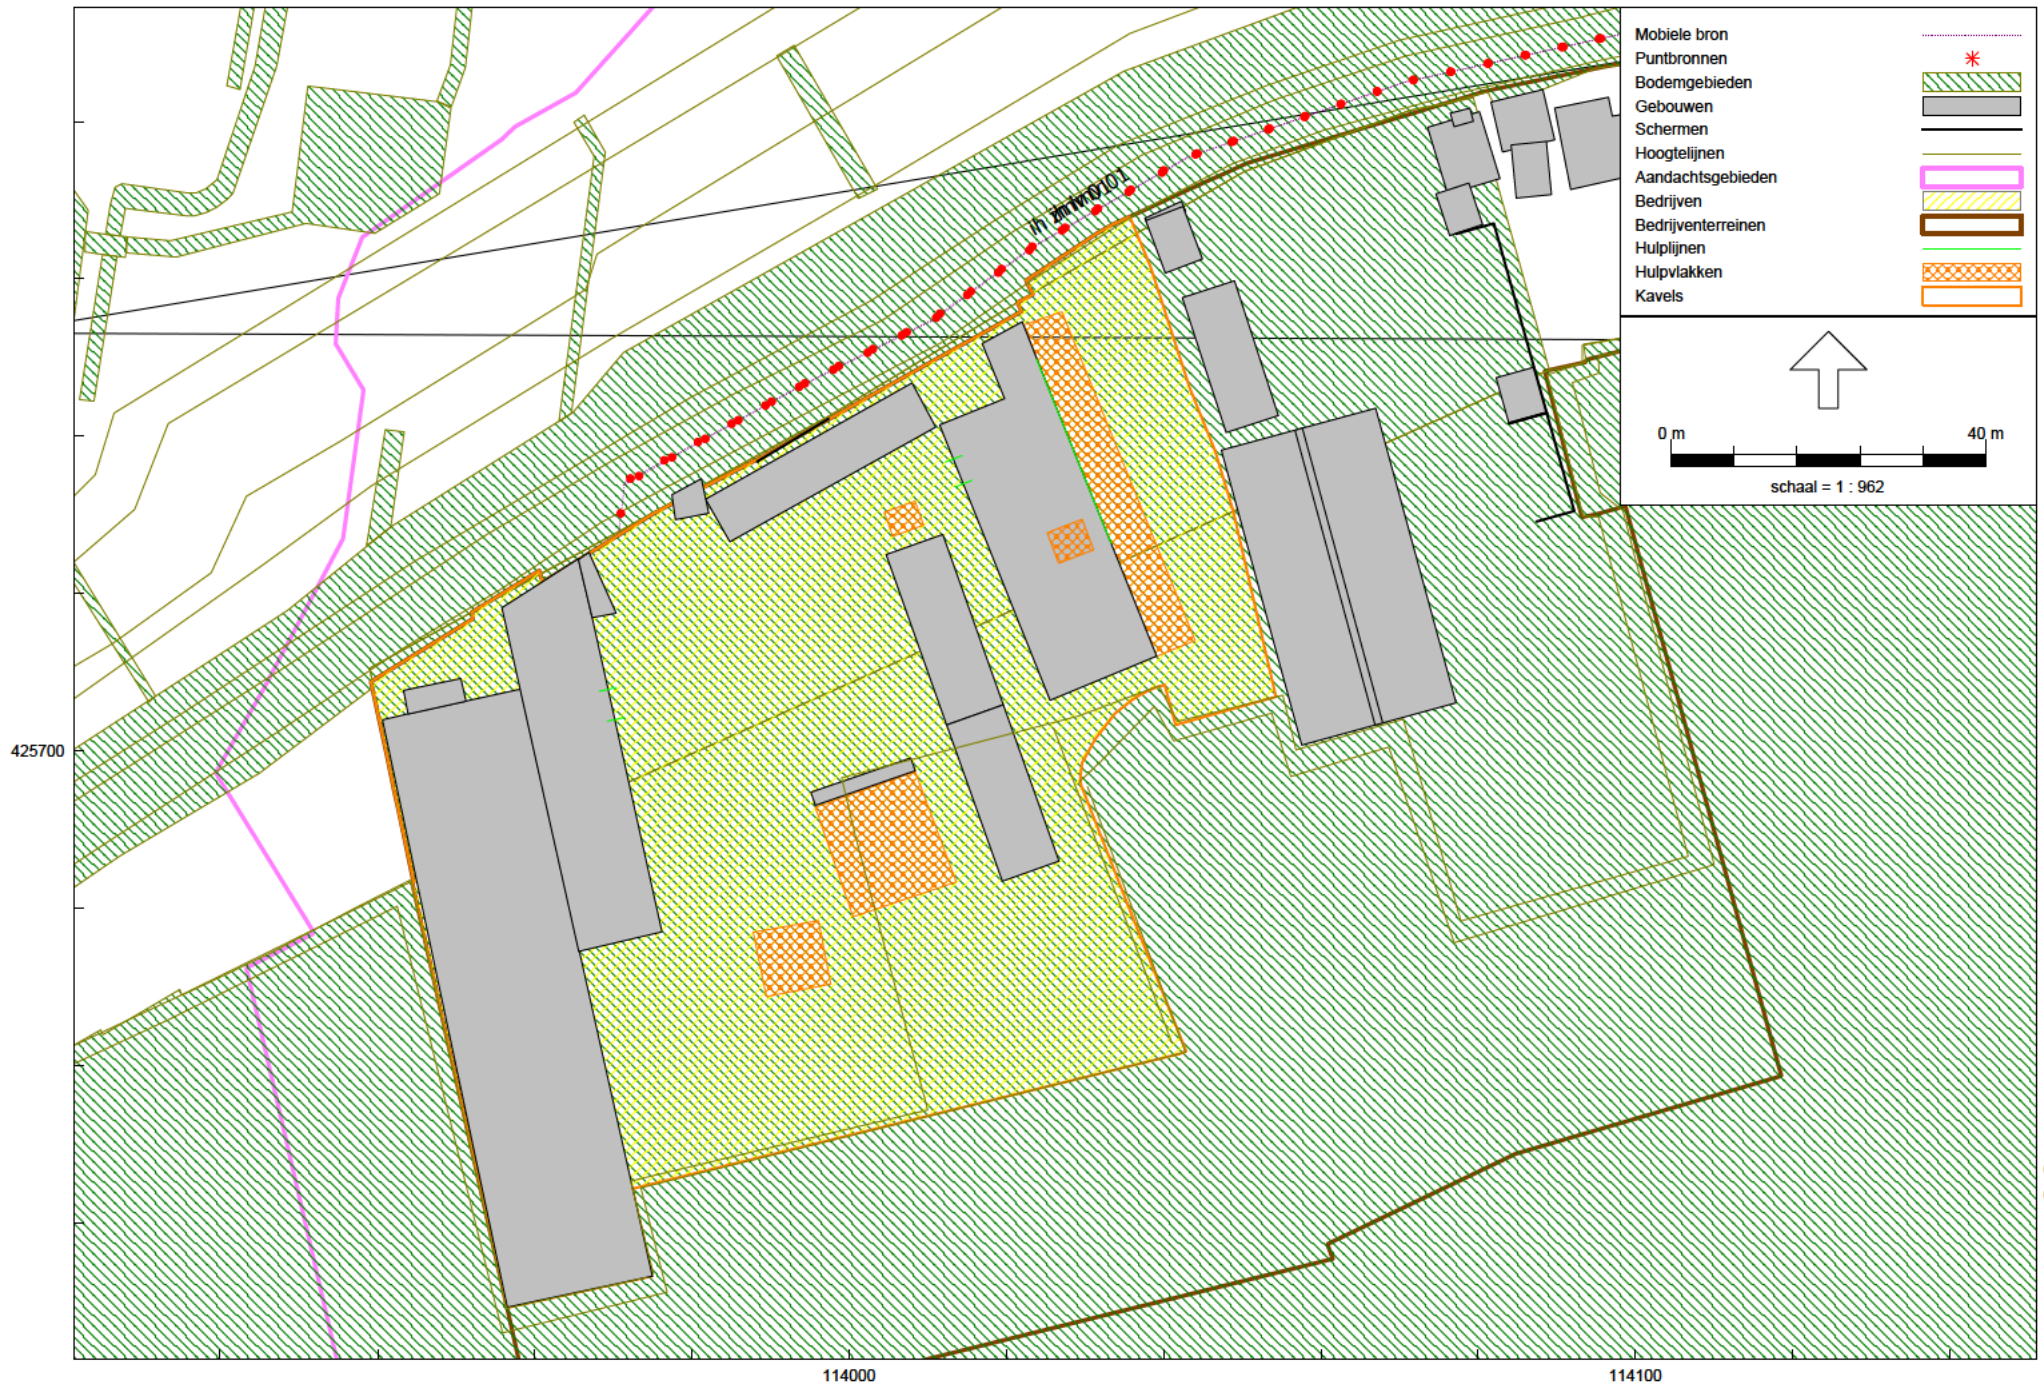 Mobiele bron
Puntbronnen
Bodemgebieden
Gebouwen
Schermen
Hoogtelijnen
Aandachtsgebieden
Bedrijven
Bedrijventerreinen
Hulplijnen
Hulpvlakken
Kavels
0 m 40 m
schaal = 1 : 962
425700
114000 114100